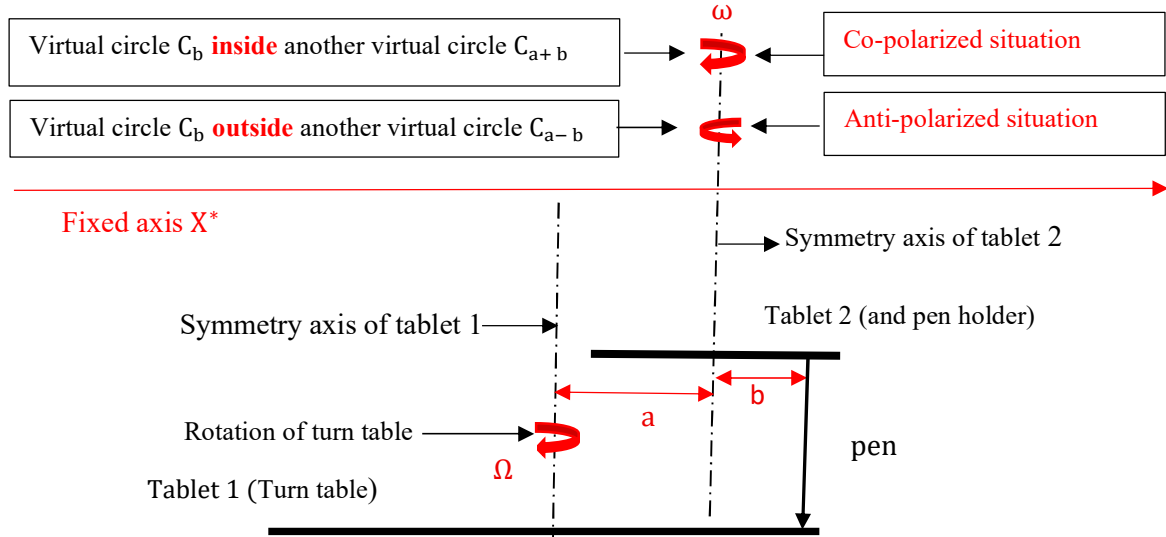 ω
Virtual circle C_b inside another virtual circle C_{a+ b}
Co-polarized situation
Virtual circle C_b outside another virtual circle C_{a− b}
Anti-polarized situation
Fixed axis X*
Symmetry axis of tablet 2
Symmetry axis of tablet 1
Tablet 2 (and pen holder)
a
b
Rotation of turn table
pen
Ω
Tablet 1 (Turn table)